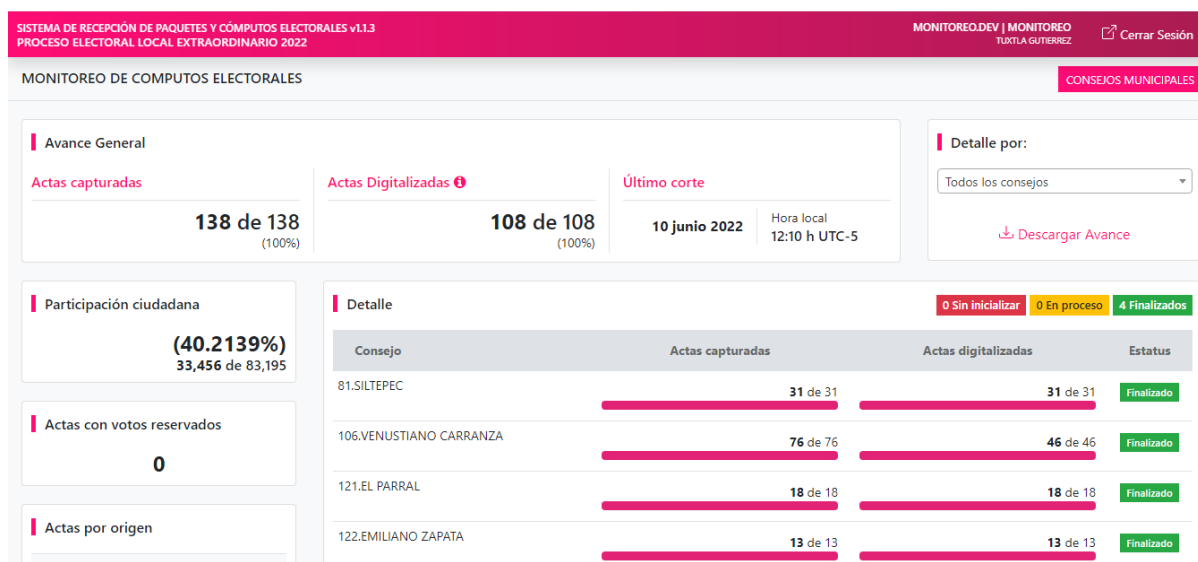 SISTEMA DE RECEPCIÓN DE PAQUETES Y CÓMPUTOS ELECTORALES v1.1.3
PROCESO ELECTORAL LOCAL EXTRAORDINARIO 2022
MONITOREO.DEV | MONITOREO
TUXTLA GUTIERREZ
Cerrar Sesión
MONITOREO DE COMPUTOS ELECTORALES
CONSEJOS MUNICIPALES
Avance General
Actas capturadas
138 de 138
(100%)
Actas Digitalizadas
108 de 108
(100%)
Último corte
10 junio 2022
Hora local
12:10 h UTC-5
Detalle por:
Todos los consejos
Descargar Avance
Participación ciudadana
(40.2139%)
33,456 de 83,195
Actas con votos reservados
0
Actas por origen
Detalle
0 Sin inicializar 0 En proceso 4 Finalizados
Consejo Actas capturadas Actas digitalizadas Estatus
81.SILTEPEC 31 de 31 31 de 31 Finalizado
106.VENUSTIANO CARRANZA 76 de 76 46 de 46 Finalizado
121.EL PARRAL 18 de 18 18 de 18 Finalizado
122.EMILIANO ZAPATA 13 de 13 13 de 13 Finalizado